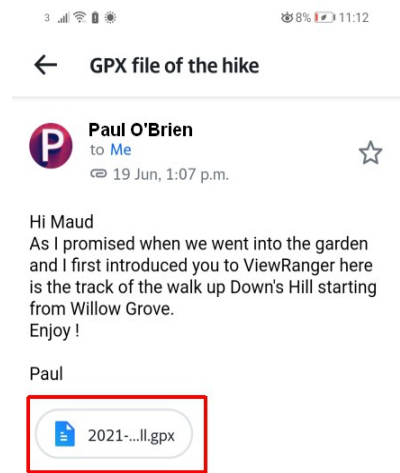 3 8% 11:12
GPX file of the hike
P
Paul O'Brien
to Me
19 Jun, 1:07 p.m.
Hi Maud
As I promised when we went into the garden
and I first introduced you to ViewRanger here
is the track of the walk up Down's Hill starting
from Willow Grove.
Enjoy !
Paul
2021-...ll.gpx